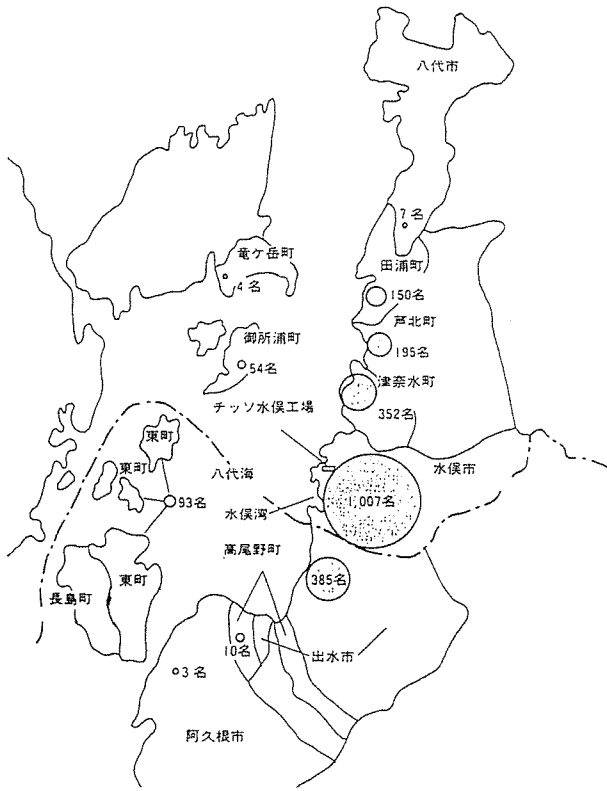 八代市
7名
田浦町
竜ケ岳町
4名
150名
芦北町
御所浦町
195名
54名
津奈木町
チッソ水俣工場
352名
東町
八代海
水俣市
東町
93名
水俣湾
1,007名
高尾野町
385名
東町
長島町
10名
出水市
3名
阿久根市